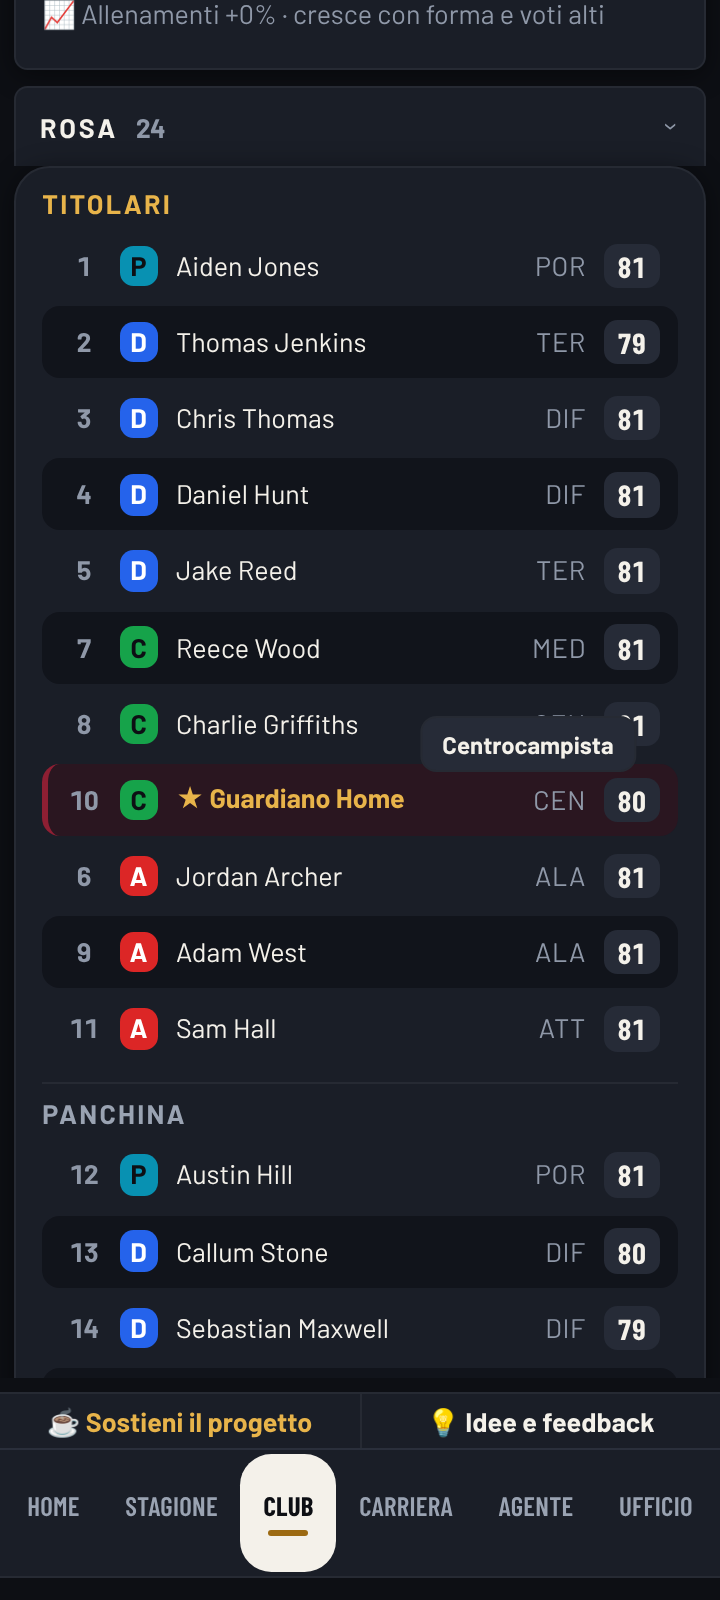 📈 Allenamenti +0% · cresce con forma e voti alti
ROSA 24
TITOLARI
1 P Aiden Jones POR 81
2 D Thomas Jenkins TER 79
3 D Chris Thomas DIF 81
4 D Daniel Hunt DIF 81
5 D Jake Reed TER 81
7 C Reece Wood MED 81
8 C Charlie Griffiths
Centrocampista
10 C ★ Guardiano Home CEN 80
6 A Jordan Archer ALA 81
9 A Adam West ALA 81
11 A Sam Hall ATT 81
PANCHINA
12 P Austin Hill POR 81
13 D Callum Stone DIF 80
14 D Sebastian Maxwell DIF 79
☕ Sostieni il progetto 💡 Idee e feedback
HOME STAGIONE CLUB CARRIERA AGENTE UFFICIO